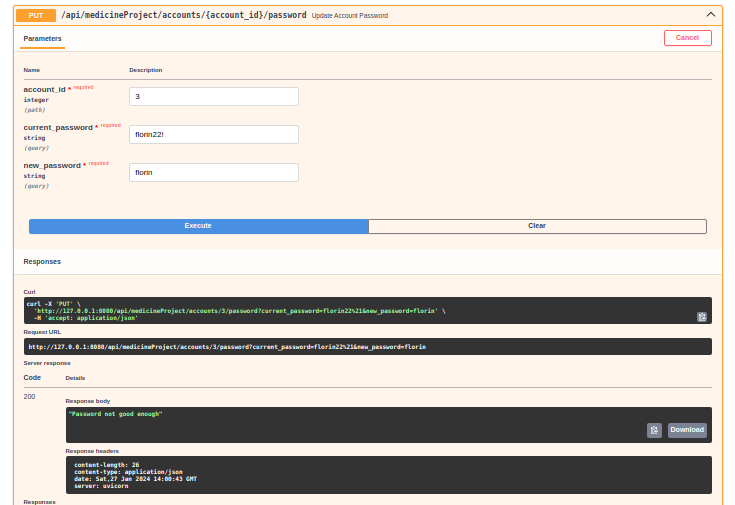 PUT /api/medicineProject/accounts/{account_id}/password Update Account Password
Parameters
Cancel
Name Description
account_id * required
integer
(path)
3
current_password * required
string
(query)
florin22!
new_password * required
string
(query)
florin
Execute Clear
Responses
Curl
curl -X 'PUT' \
'http://127.0.0.1:8080/api/medicineProject/accounts/3/password?current_password=florin22%21&new_password=florin' \
-H 'accept: application/json'
Request URL
http://127.0.0.1:8080/api/medicineProject/accounts/3/password?current_password=florin22%21&new_password=florin
Server response
Code Details
200
Response body
"Password not good enough"
Download
Response headers
content-length: 26
content-type: application/json
date: Sat,27 Jan 2024 14:00:43 GMT
server: uvicorn
Responses